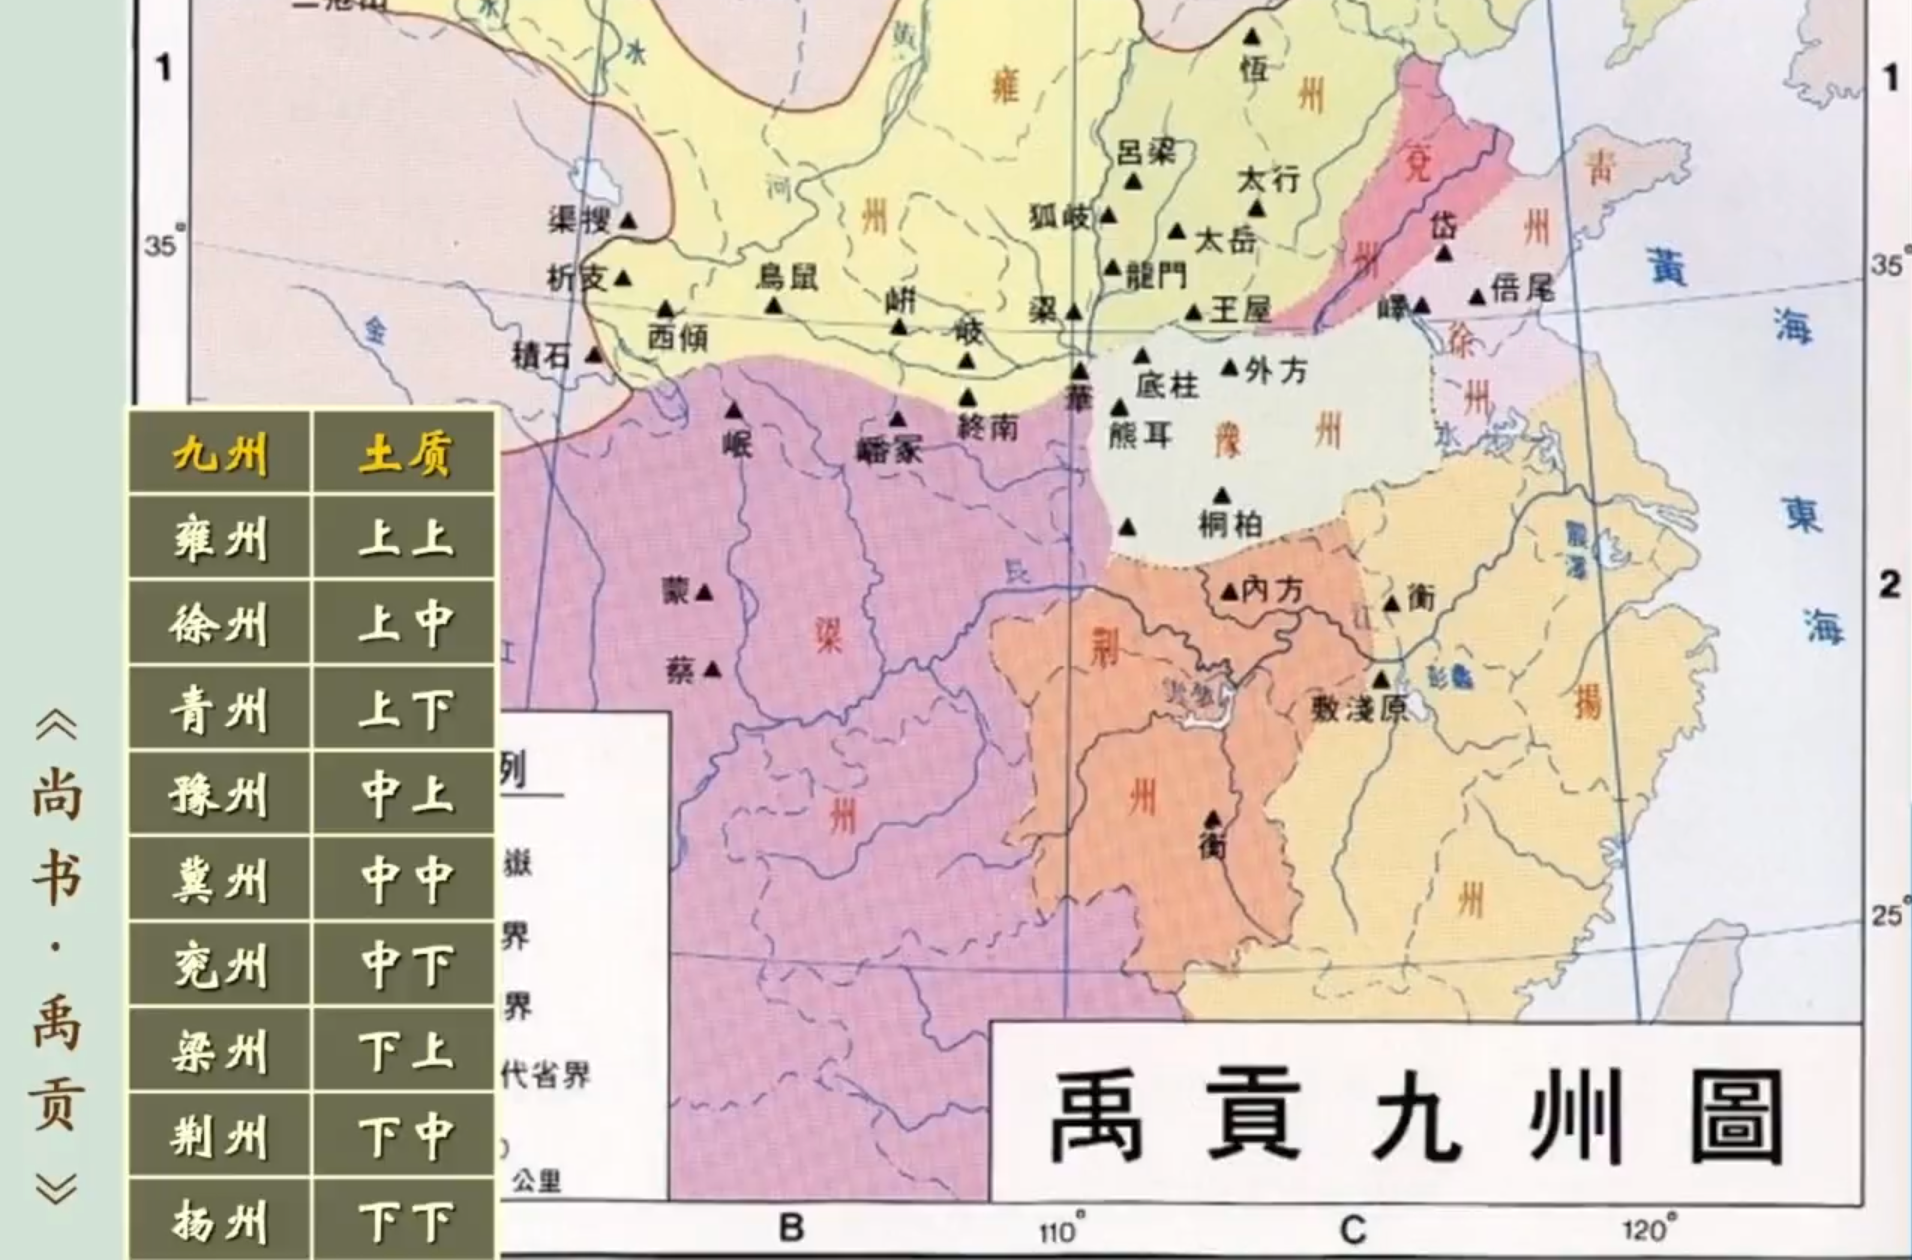 《尚书·禹贡》
九州 土质
雍州 上上
徐州 上中
青州 上下
豫州 中上
冀州 中中
兖州 中下
梁州 下上
荆州 下中
扬州 下下
禹貢九州圖
1
1
2
35°
35°
25°
B
110°
C
120°
水
水
恆
雍
州
州
河
呂梁
太行
兗
州
青
州
岱
渠搜
狐岐
太岳
析支
鳥鼠
龍門
倍尾
嶧
黃
海
西傾
岍
岐
梁
王屋
徐
州
金
積石
底柱
外方
華
熊耳
豫
州
岷
嶓冢
終南
桐柏
東
海
蒙
內方
衡
江
梁
州
蔡
荊
州
敷淺原
彭蠡
揚
州
衡
列
嶽
界
界
代省界
公里